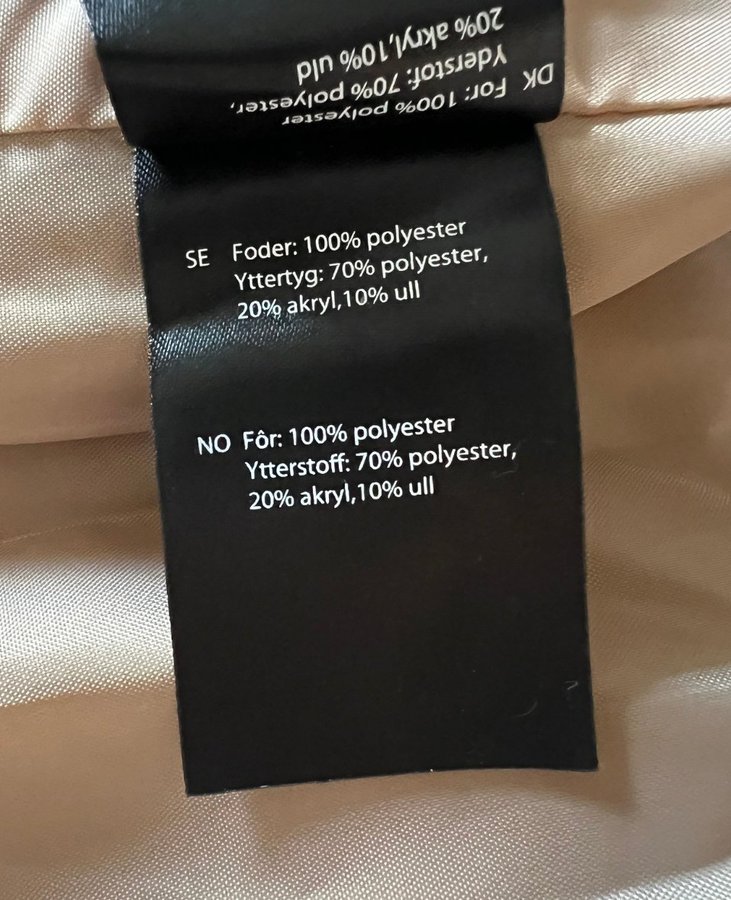 DK For: 100% polyester
Yderstof: 70% polyester,
20% akryl,10% uld
SE Foder: 100% polyester
Yttertyg: 70% polyester,
20% akryl,10% ull
NO Fôr: 100% polyester
Ytterstoff: 70% polyester,
20% akryl,10% ull